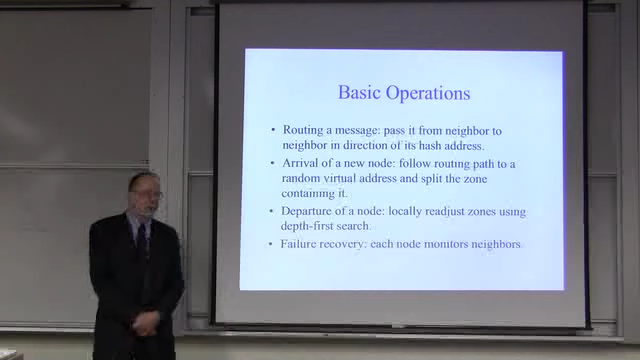 Basic Operations
• Routing a message: pass it from neighbor to
neighbor in direction of its hash address.
• Arrival of a new node: follow routing path to a
random virtual address and split the zone
containing it.
• Departure of a node: locally readjust zones using
depth-first search.
• Failure recovery: each node monitors neighbors.